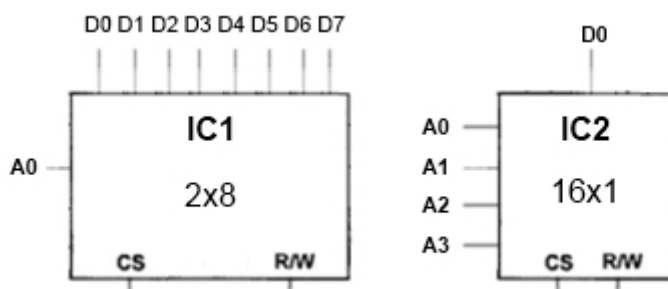 D0 D1 D2 D3 D4 D5 D6 D7
IC1
A0
2x8
CS R/W
D0
A0
IC2
A1
16x1
A2
A3
CS R/W